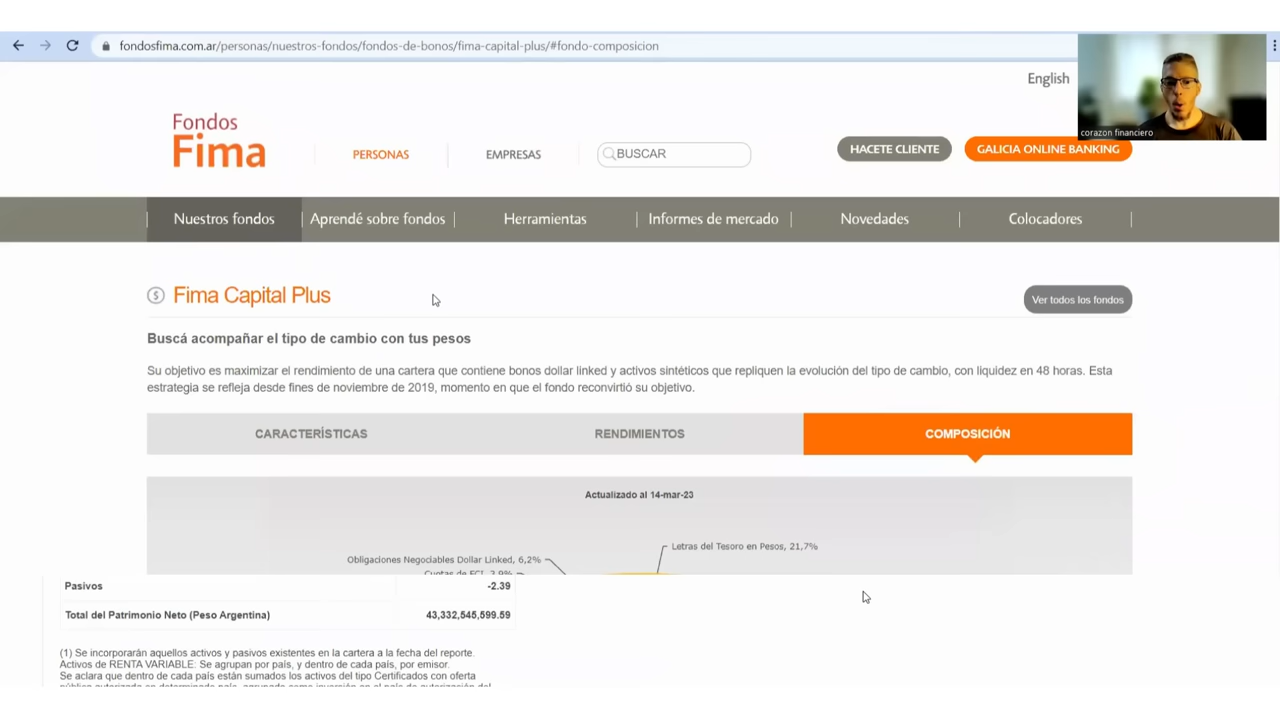 fondosfima.com.ar/personas/nuestros-fondos/fondos-de-bonos/fima-capital-plus/#fondo-composicion
English
corazon financiero
Fondos
Fima
PERSONAS
EMPRESAS
BUSCAR
HACETE CLIENTE
GALICIA ONLINE BANKING
Nuestros fondos
Aprendé sobre fondos
Herramientas
Informes de mercado
Novedades
Colocadores
Fima Capital Plus
Ver todos los fondos
Buscá acompañar el tipo de cambio con tus pesos
Su objetivo es maximizar el rendimiento de una cartera que contiene bonos dollar linked y activos sintéticos que repliquen la evolución del tipo de cambio, con liquidez en 48 horas. Esta
estrategia se refleja desde fines de noviembre de 2019, momento en que el fondo reconvirtió su objetivo.
CARACTERÍSTICAS
RENDIMIENTOS
COMPOSICIÓN
Actualizado al 14-mar-23
Letras del Tesoro en Pesos, 21,7%
Obligaciones Negociables Dollar Linked, 6,2%
Cuotas de FCI, 3,9%
Pasivos -2.39
Total del Patrimonio Neto (Peso Argentina) 43,332,545,599.59
(1) Se incorporarán aquellos activos y pasivos existentes en la cartera a la fecha del reporte.
Activos de RENTA VARIABLE: Se agrupan por país, y dentro de cada país, por emisor.
Se aclara que dentro de cada país están sumados los activos del tipo Certificados con oferta